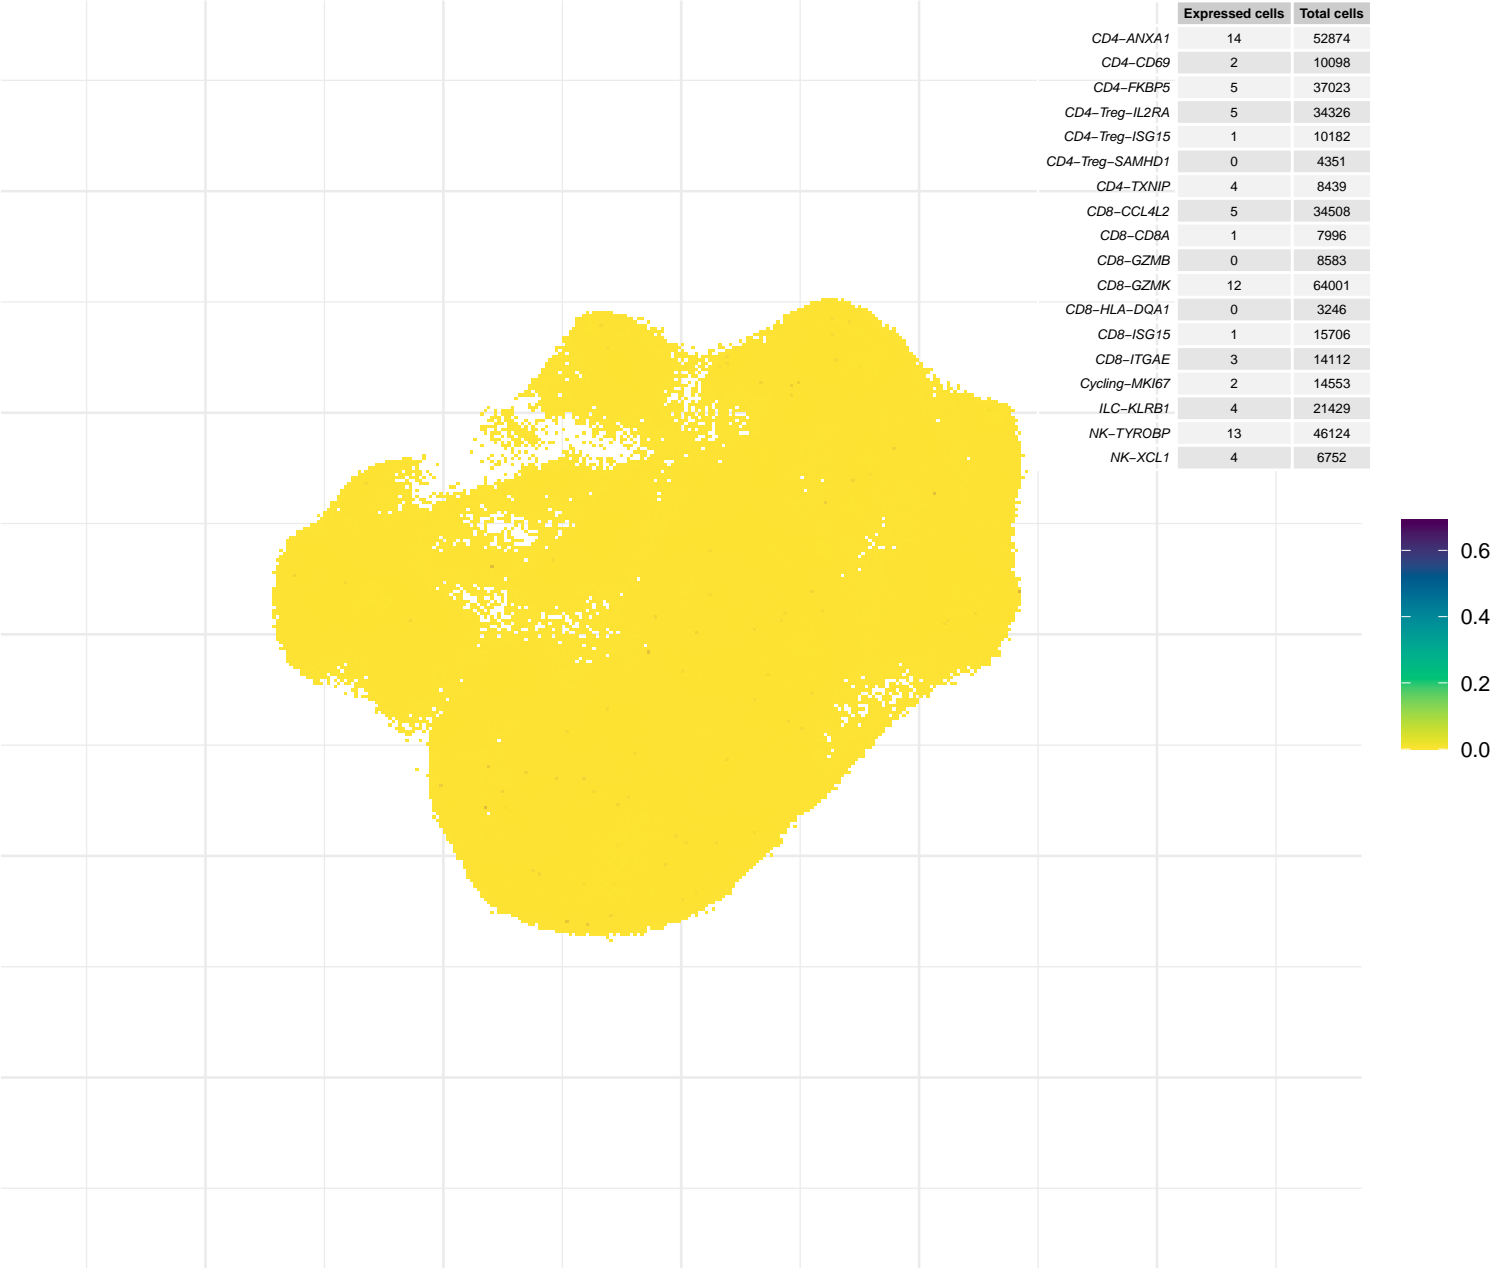 Expressed cells Total cells
CD4−ANXA1 14 52874
CD4−CD69 2 10098
CD4−FKBP5 5 37023
CD4−Treg−IL2RA 5 34326
CD4−Treg−ISG15 1 10182
CD4−Treg−SAMHD1 0 4351
CD4−TXNIP 4 8439
CD8−CCL4L2 5 34508
CD8−CD8A 1 7996
CD8−GZMB 0 8583
CD8−GZMK 12 64001
CD8−HLA−DQA1 0 3246
CD8−ISG15 1 15706
CD8−ITGAE 3 14112
Cycling−MKI67 2 14553
ILC−KLRB1 4 21429
NK−TYROBP 13 46124
NK−XCL1 4 6752
0.6
0.4
0.2
0.0